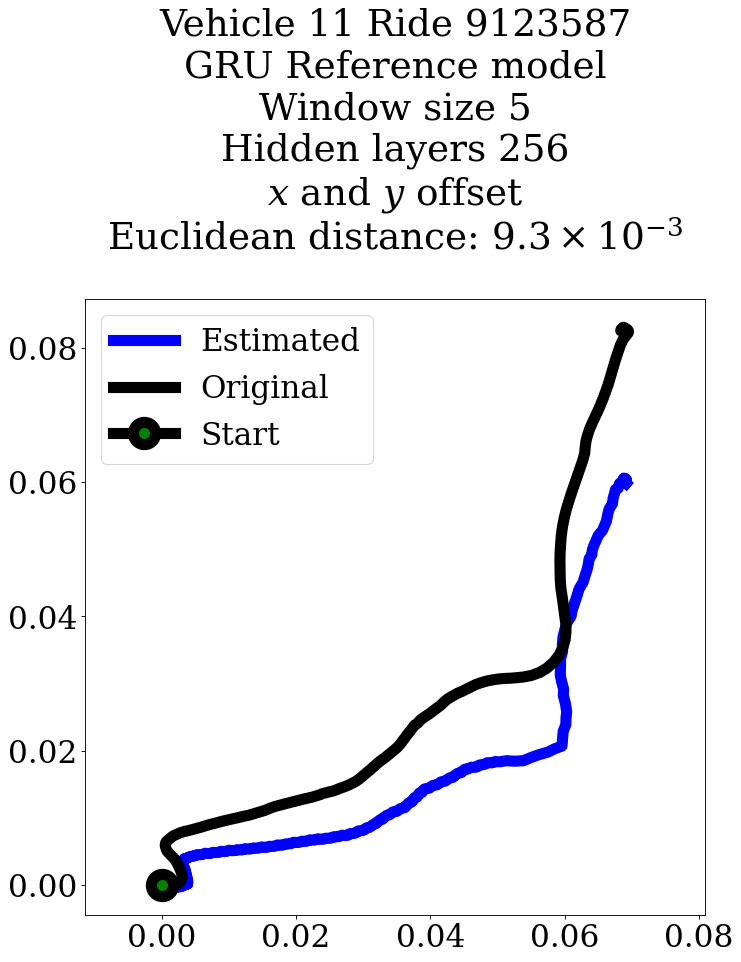 Vehicle 11 Ride 9123587
GRU Reference model
Window size 5
Hidden layers 256
x and y offset
Euclidean distance: 9.3 × 10⁻³
Estimated
Original
Start
0.08
0.06
0.04
0.02
0.00
0.00 0.02 0.04 0.06 0.08